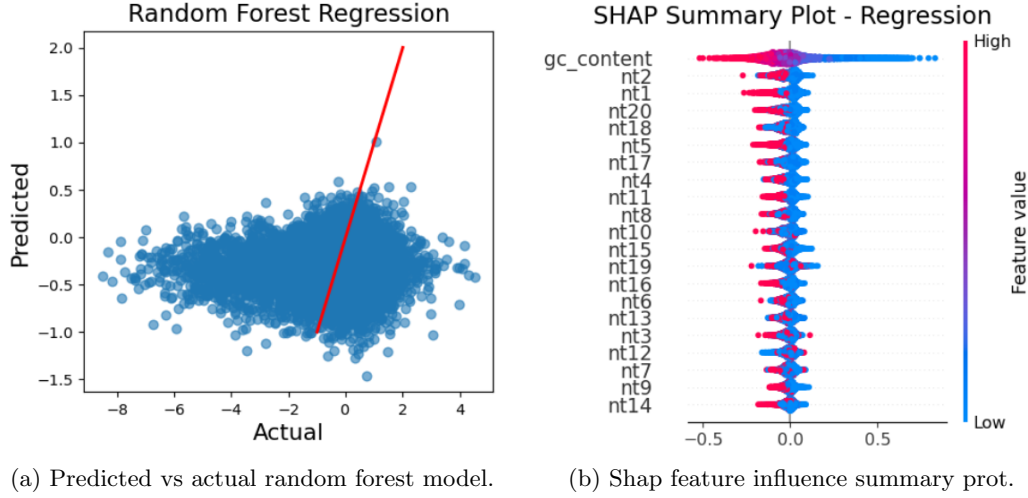 Random Forest Regression
2.0
1.5
1.0
0.5
0.0
−0.5
−1.0
−1.5
Predicted
−8
−6
−4
−2
0
2
4
Actual
SHAP Summary Plot - Regression
gc_content
nt2
nt1
nt20
nt18
nt5
nt17
nt4
nt11
nt8
nt10
nt15
nt19
nt16
nt6
nt13
nt3
nt12
nt7
nt9
nt14
−0.5
0.0
0.5
High
Low
Feature value
(a) Predicted vs actual random forest model.
(b) Shap feature influence summary prot.